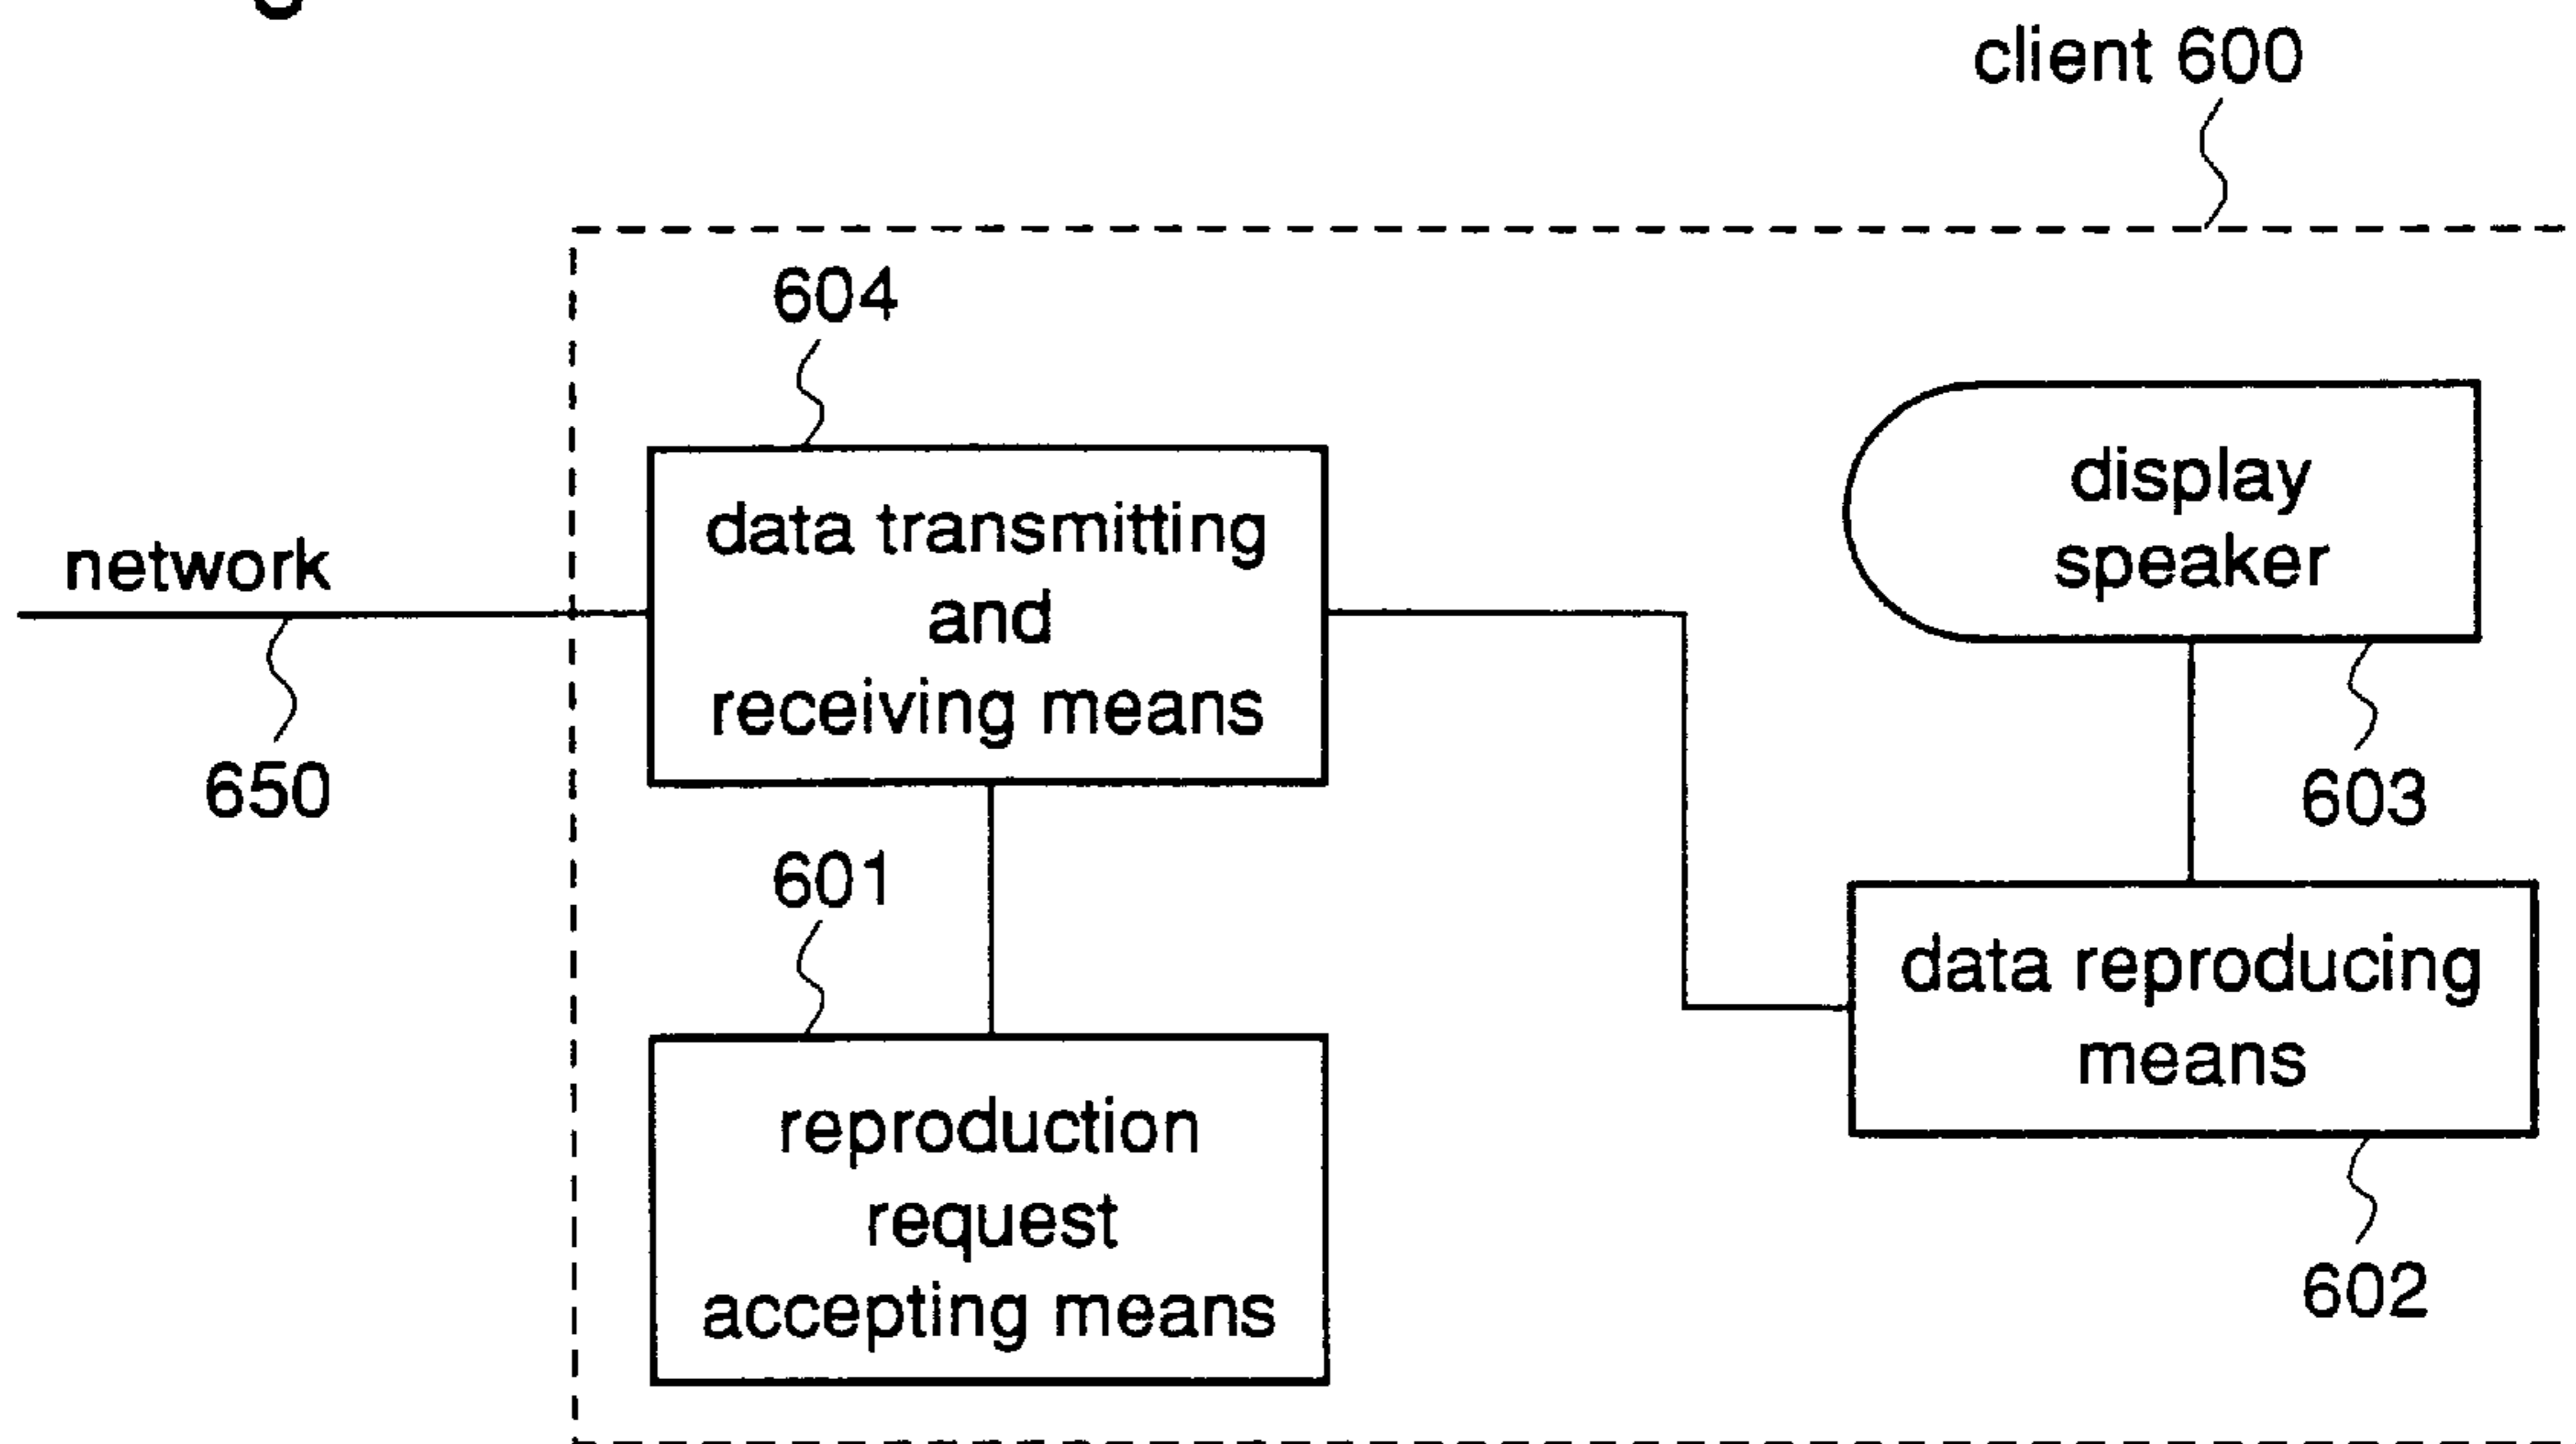 client 600
604
data transmitting
and
receiving means
network
650
display
speaker
603
601
reproduction
request
accepting means
data reproducing
means
602